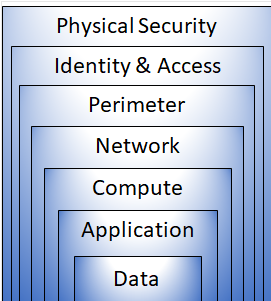 Physical Security
Identity & Access
Perimeter
Network
Compute
Application
Data